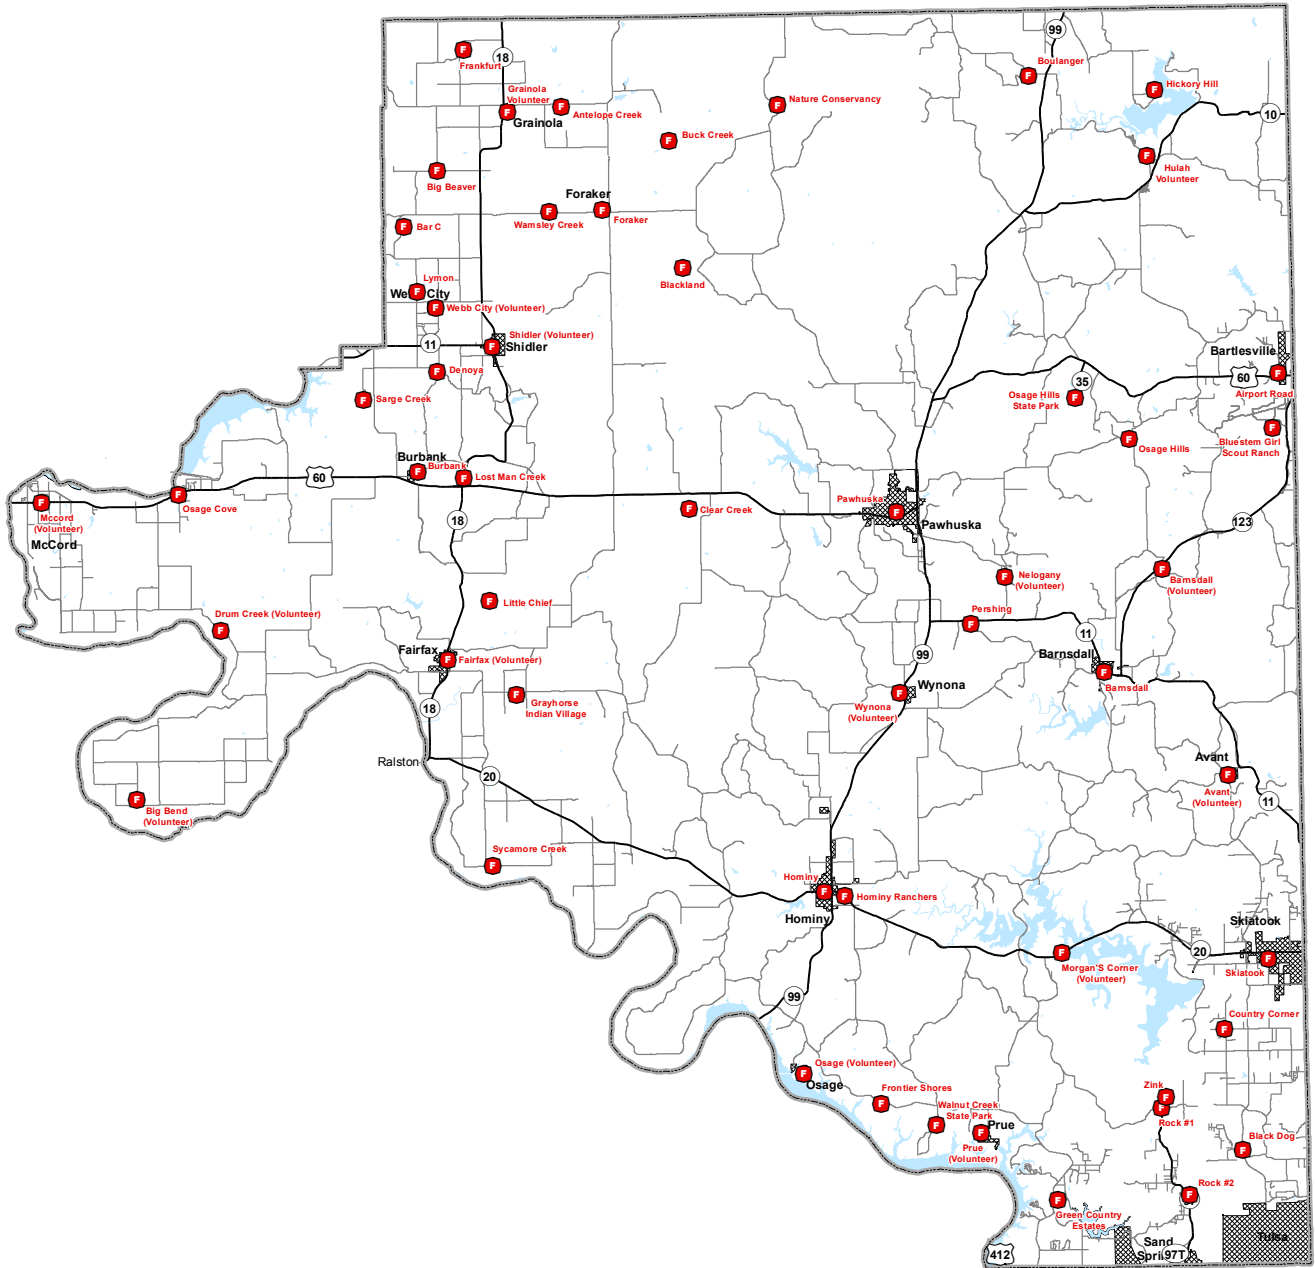 99
F
Frankfurt
18
F
Boulanger
F
Hickory Hill
Grainola
Volunteer
F
Grainola
F
Antelope Creek
F
Nature Conservancy
10
F
Buck Creek
F
Hulah
Volunteer
F
Big Beaver
Foraker
F
Wamsley Creek
F
Foraker
F
Bar C
F
Blackland
Lymon
F
We
City
F
Webb City (Volunteer)
Shidler (Volunteer)
11
F
Shidler
Bartlesville
F
Denoya
35
60
F
Airport Road
F
Sarge Creek
Osage Hills
State Park
F
F
Osage Hills
F
Bluestem Girl
Scout Ranch
Burbank
F
Burbank
60
F
Lost Man Creek
F
Osage Cove
F
Mccord
(Volunteer)
McCord
18
F
Clear Creek
Pawhuska
F
Pawhuska
123
F
Nelogany
(Volunteer)
F
Barnsdall
(Volunteer)
F
Little Chief
Drum Creek (Volunteer)
F
Pershing
F
11
Fairfax
F
Fairfax (Volunteer)
99
Barnsdall
F
Barnsdall
F
Grayhorse
Indian Village
18
F
Wynona
Wynona
(Volunteer)
Ralston
20
Avant
F
Avant
(Volunteer)
11
F
Big Bend
(Volunteer)
Sycamore Creek
F
Hominy
F
F
Hominy Ranchers
Hominy
Skiatook
20
F
Skiatook
F
Morgan'S Corner
(Volunteer)
99
Country Corner
F
Osage (Volunteer)
F
Osage
Frontier Shores
F
Walnut Creek
State Park
F
F
Prue
Prue
(Volunteer)
Zink
F
F
Rock #1
Black Dog
F
Rock #2
F
F
Green Country
Estates
412
Sand
Spri
97T
Tulsa